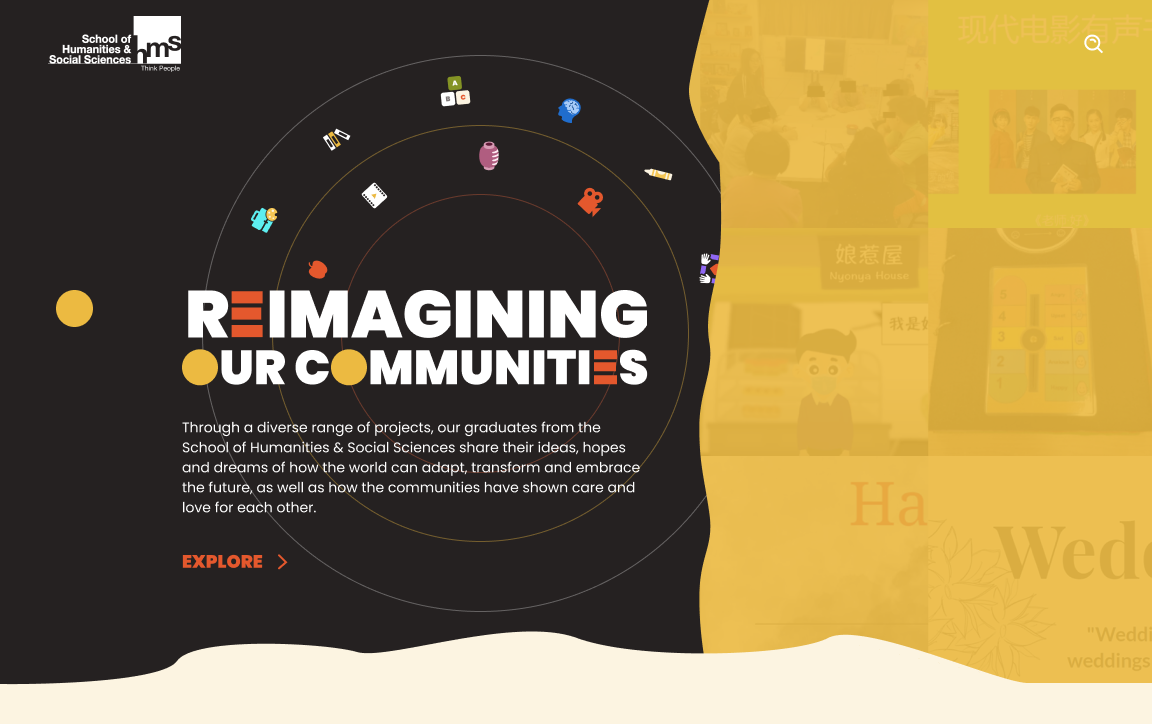 School of
Humanities &
Social Sciences
hms
Think People
现代电影有声
A
B C
娘惹屋
Nyonya House
我是
5
4
3
2
1
REIMAGINING
OUR COMMUNITIES
Through a diverse range of projects, our graduates from the
School of Humanities & Social Sciences share their ideas, hopes
and dreams of how the world can adapt, transform and embrace
the future, as well as how the communities have shown care and
love for each other.
EXPLORE
Ha
Wedd
"Weddi
weddings